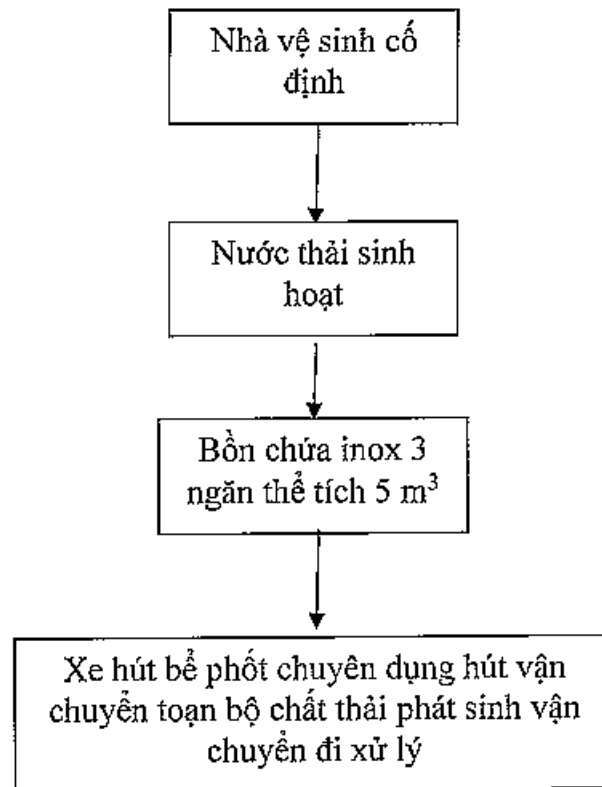 Nhà vệ sinh cố
định
Nước thải sinh
hoạt
Bồn chứa inox 3
ngăn thể tích 5 m³
Xe hút bể phốt chuyên dụng hút vận
chuyển toạn bộ chất thải phát sinh vận
chuyển đi xử lý